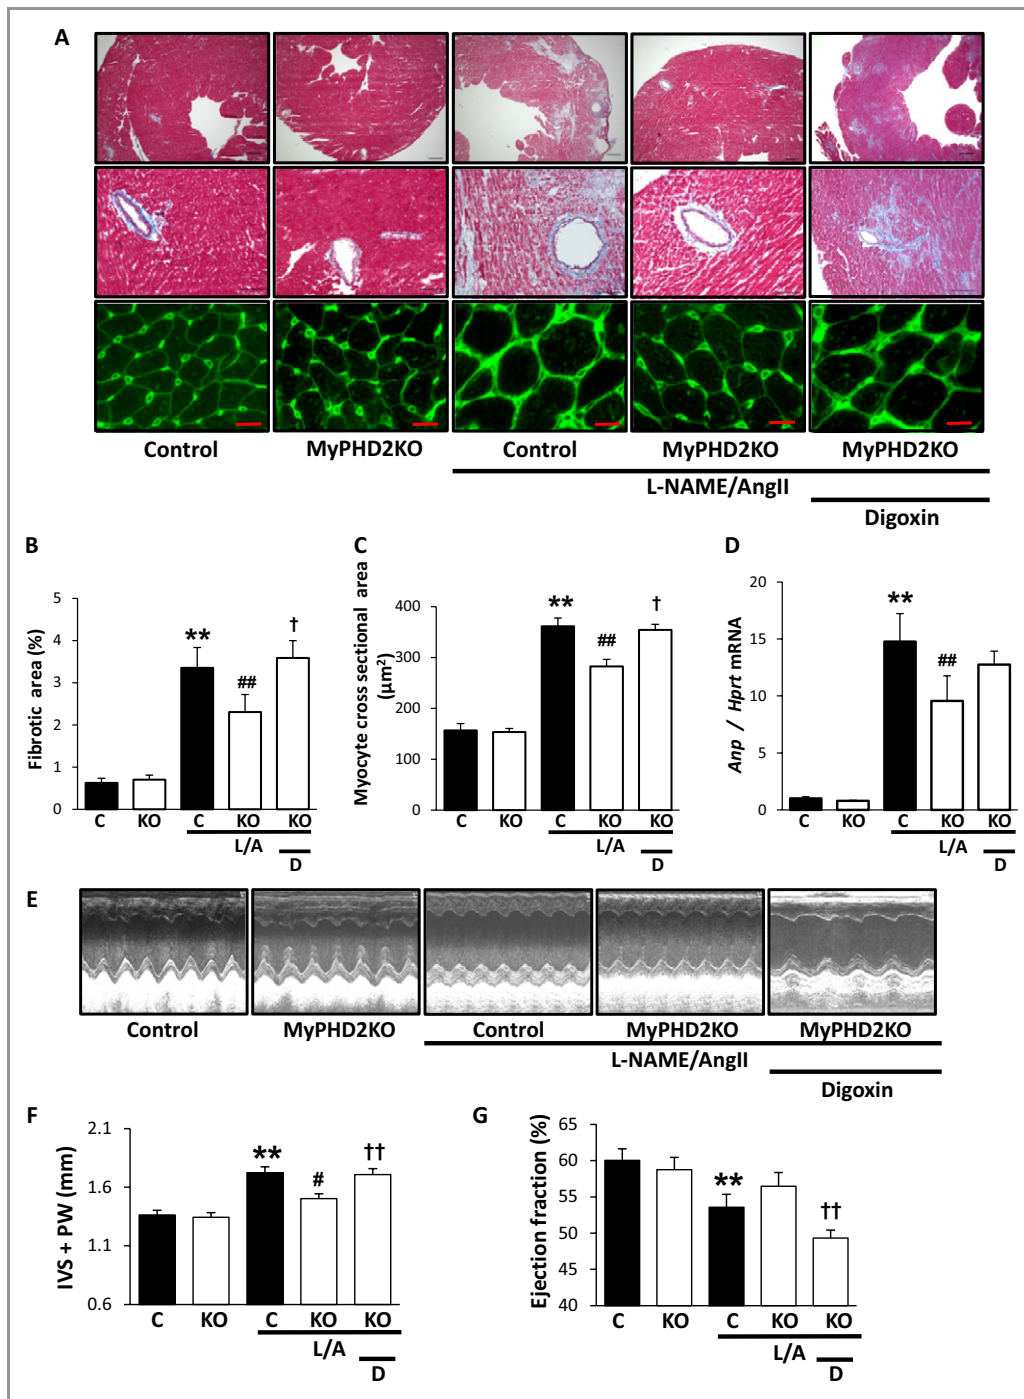 A
Control
MyPHD2KO
Control
MyPHD2KO
MyPHD2KO
L-NAME/AngII
Digoxin
B
Fibrotic area (%)
5
4
3
2
1
0
**
##
†
C
KO
C
KO
KO
L/A
D
C
Myocyte cross sectional area
(µm²)
400
300
200
100
0
**
##
†
C
KO
C
KO
KO
L/A
D
D
Anp / Hprt mRNA
20
15
10
5
0
**
##
C
KO
C
KO
KO
L/A
D
E
Control
MyPHD2KO
Control
MyPHD2KO
MyPHD2KO
L-NAME/AngII
Digoxin
F
IVS + PW (mm)
2.1
1.6
1.1
0.6
**
#
††
C
KO
C
KO
KO
L/A
D
G
Ejection fraction (%)
65
60
55
50
45
40
**
††
C
KO
C
KO
KO
L/A
D